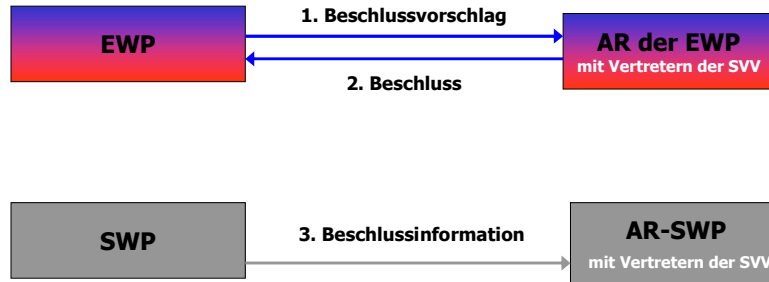 1. Beschlussvorschlag
EWP
AR der EWP
mit Vertretern der SVV
2. Beschluss
SWP
3. Beschlussinformation
AR-SWP
mit Vertretern der SVV